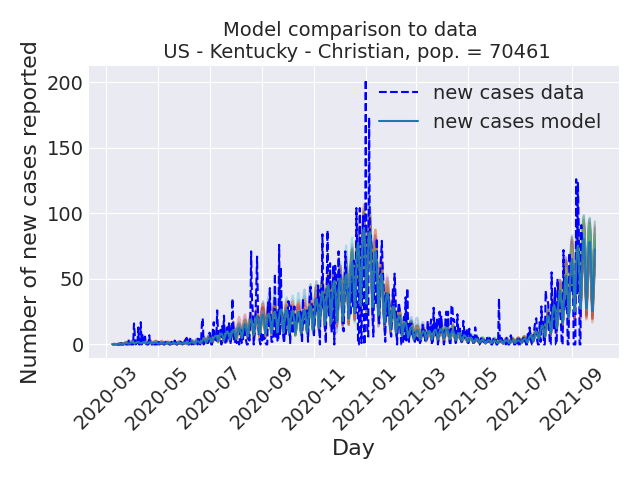 Model comparison to data
US - Kentucky - Christian, pop. = 70461
Number of new cases reported
200
150
100
50
0
new cases data
new cases model
2020-03
2020-05
2020-07
2020-09
2020-11
2021-01
2021-03
2021-05
2021-07
2021-09
Day